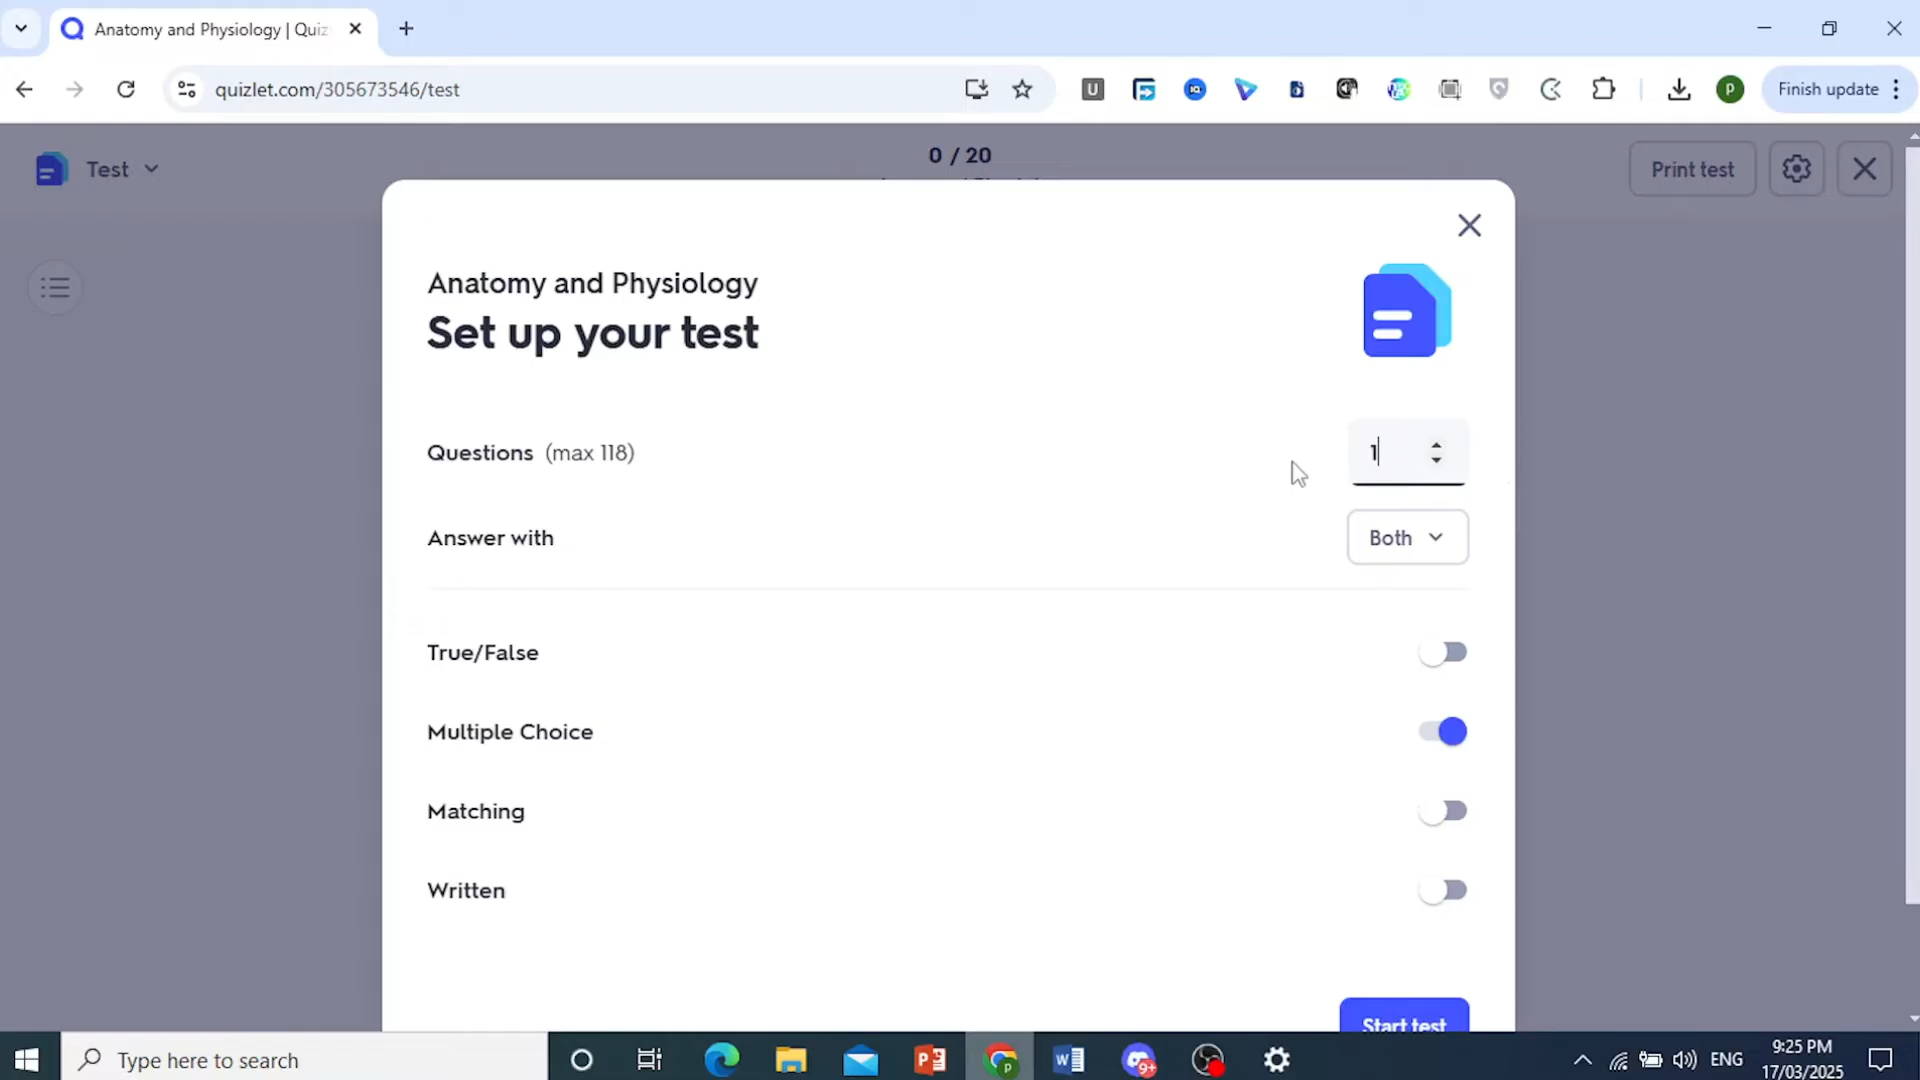 Anatomy and Physiology | Quiz
quizlet.com/305673546/test
Finish update
Test
0 / 20
Print test
Anatomy and Physiology
Set up your test
Questions (max 118)
1
Answer with
Both
True/False
Multiple Choice
Matching
Written
Start test
Type here to search
9+
ENG
9:25 PM
17/03/2025